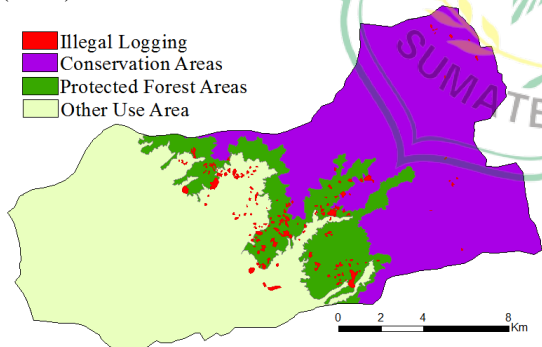 Illegal Logging
Conservation Areas
Protected Forest Areas
Other Use Area
SUMATE
0 2 4 8
Km